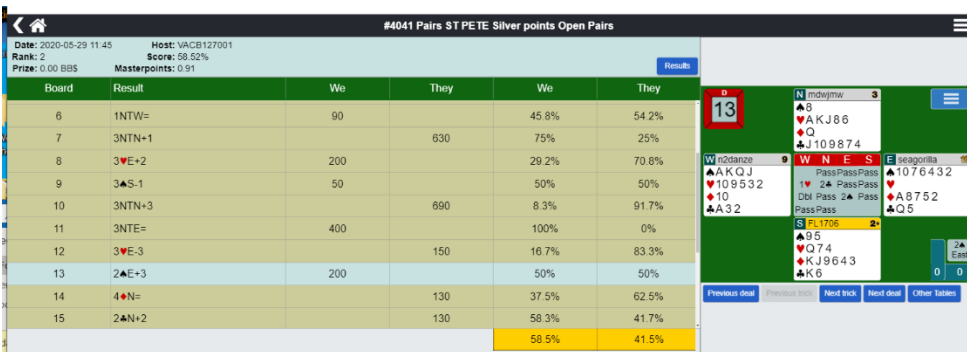 #4041 Pairs ST PETE Silver points Open Pairs
Date: 2020-05-29 11:45 Host: VACB127001
Rank: 2 Score: 58.52%
Prize: 0.00 BB$ Masterpoints: 0.91
Results
Board Result We They We They
6 1NTW= 90 45.8% 54.2%
7 3NTN+1 630 75% 25%
8 3♥E+2 200 29.2% 70.8%
9 3♠S-1 50 50% 50%
10 3NTN+3 690 8.3% 91.7%
11 3NTE= 400 100% 0%
12 3♥E-3 150 16.7% 83.3%
13 2♠E+3 200 50% 50%
14 4♦N= 130 37.5% 62.5%
15 2♣N+2 130 58.3% 41.7%
58.5% 41.5%
D
13
N mdwjmw 3
♠8
♥AKJ86
♦Q
♣J109874
W n2danze 9
♠AKQJ
♥109532
♦10
♣A32
W N E S
Pass Pass Pass
1♥ 2♣ Pass Pass
Dbl Pass 2♠ Pass
Pass Pass
E seagorilla
♠1076432
♥
♦A8752
♣Q5
S FL1706 2♦
♠95
♥Q74
♦KJ9643
♣K6
2♠
East
0 0
Previous deal Previous trick Next trick Next deal Other Tables